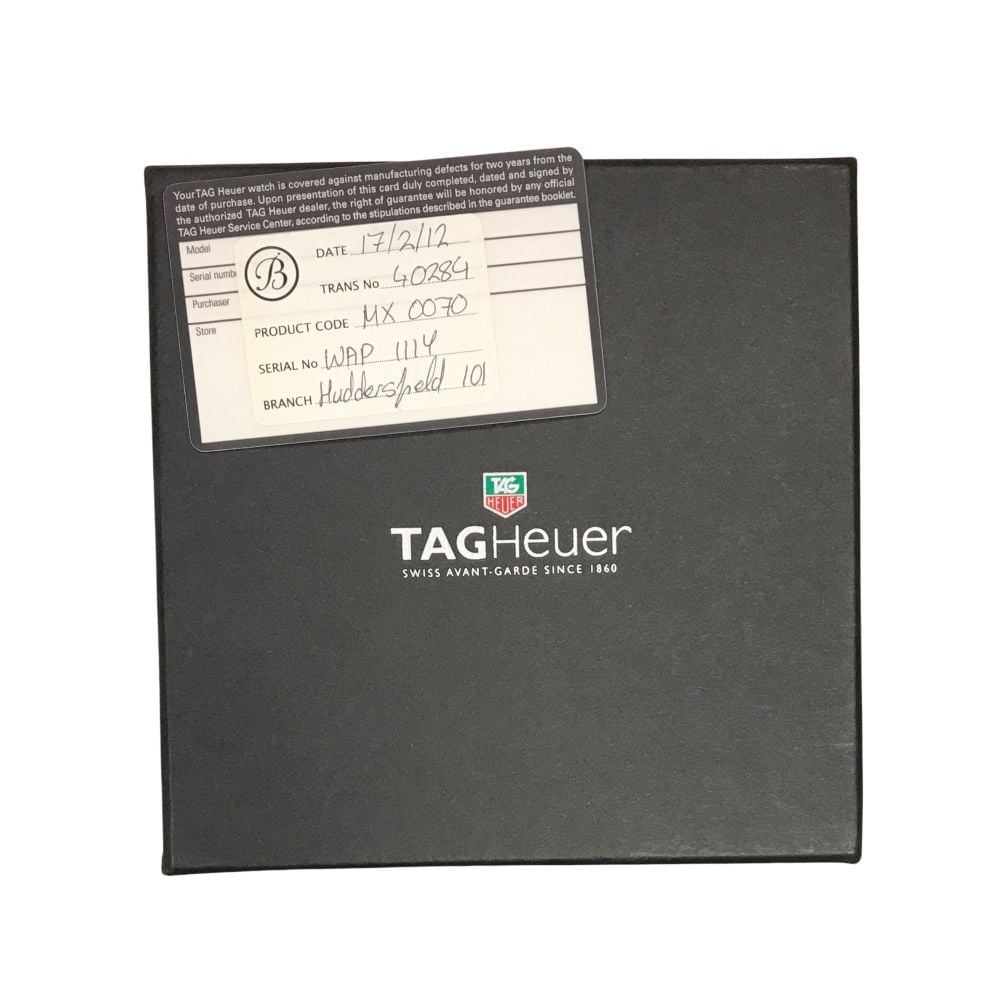 Your TAG Heuer watch is covered against manufacturing defects for two years from the
date of purchase. Upon presentation of this card duly completed, dated and signed by
the authorized TAG Heuer dealer, the right of guarantee will be honored by any official
TAG Heuer Service Center, according to the stipulations described in the guarantee booklet.
Model
Serial numb
Purchaser
Store
B
DATE 17/2/12
TRANS No 40284
PRODUCT CODE MX 0070
SERIAL No WAP 1114
BRANCH Huddersfield 101
TAG
HEUER
TAGHeuer
SWISS AVANT-GARDE SINCE 1860